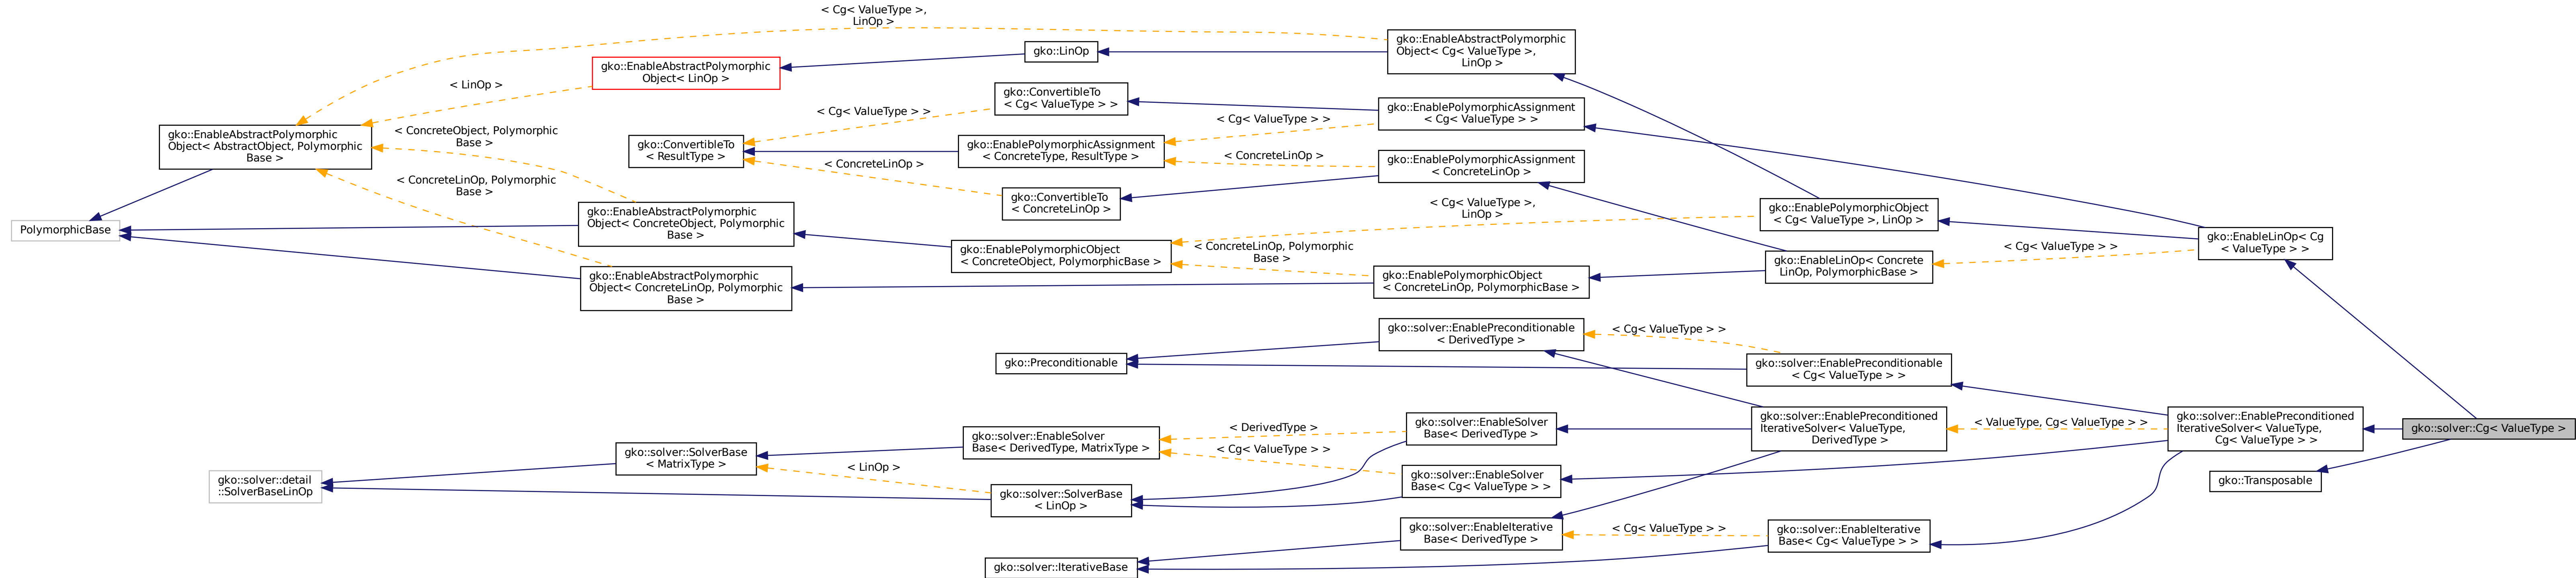 PolymorphicBase
gko::EnableAbstractPolymorphic
Object< AbstractObject, Polymorphic
Base >
< Cg< ValueType >,
LinOp >
< LinOp >
< ConcreteObject, Polymorphic
Base >
< ConcreteLinOp, Polymorphic
Base >
gko::EnableAbstractPolymorphic
Object< LinOp >
gko::LinOp
gko::EnableAbstractPolymorphic
Object< Cg< ValueType >,
LinOp >
gko::ConvertibleTo
< ResultType >
< Cg< ValueType > >
< ConcreteLinOp >
gko::ConvertibleTo
< Cg< ValueType > >
gko::EnablePolymorphicAssignment
< ConcreteType, ResultType >
gko::ConvertibleTo
< ConcreteLinOp >
< Cg< ValueType > >
< ConcreteLinOp >
gko::EnablePolymorphicAssignment
< Cg< ValueType > >
gko::EnablePolymorphicAssignment
< ConcreteLinOp >
gko::EnableAbstractPolymorphic
Object< ConcreteObject, Polymorphic
Base >
gko::EnableAbstractPolymorphic
Object< ConcreteLinOp, Polymorphic
Base >
gko::EnablePolymorphicObject
< ConcreteObject, PolymorphicBase >
< Cg< ValueType >,
LinOp >
< ConcreteLinOp, Polymorphic
Base >
gko::EnablePolymorphicObject
< ConcreteLinOp, PolymorphicBase >
gko::EnablePolymorphicObject
< Cg< ValueType >, LinOp >
gko::EnableLinOp< Concrete
LinOp, PolymorphicBase >
< Cg< ValueType > >
gko::EnableLinOp< Cg
< ValueType > >
gko::Preconditionable
gko::solver::EnablePreconditionable
< DerivedType >
< Cg< ValueType > >
gko::solver::EnablePreconditionable
< Cg< ValueType > >
gko::solver::detail
::SolverBaseLinOp
gko::solver::SolverBase
< MatrixType >
< LinOp >
gko::solver::EnableSolver
Base< DerivedType, MatrixType >
gko::solver::SolverBase
< LinOp >
< DerivedType >
< Cg< ValueType > >
gko::solver::EnableSolver
Base< DerivedType >
gko::solver::EnableSolver
Base< Cg< ValueType > >
gko::solver::EnablePreconditioned
IterativeSolver< ValueType,
DerivedType >
< ValueType, Cg< ValueType > >
gko::solver::EnablePreconditioned
IterativeSolver< ValueType,
Cg< ValueType > >
gko::solver::Cg< ValueType >
gko::Transposable
gko::solver::IterativeBase
gko::solver::EnableIterative
Base< DerivedType >
< Cg< ValueType > >
gko::solver::EnableIterative
Base< Cg< ValueType > >